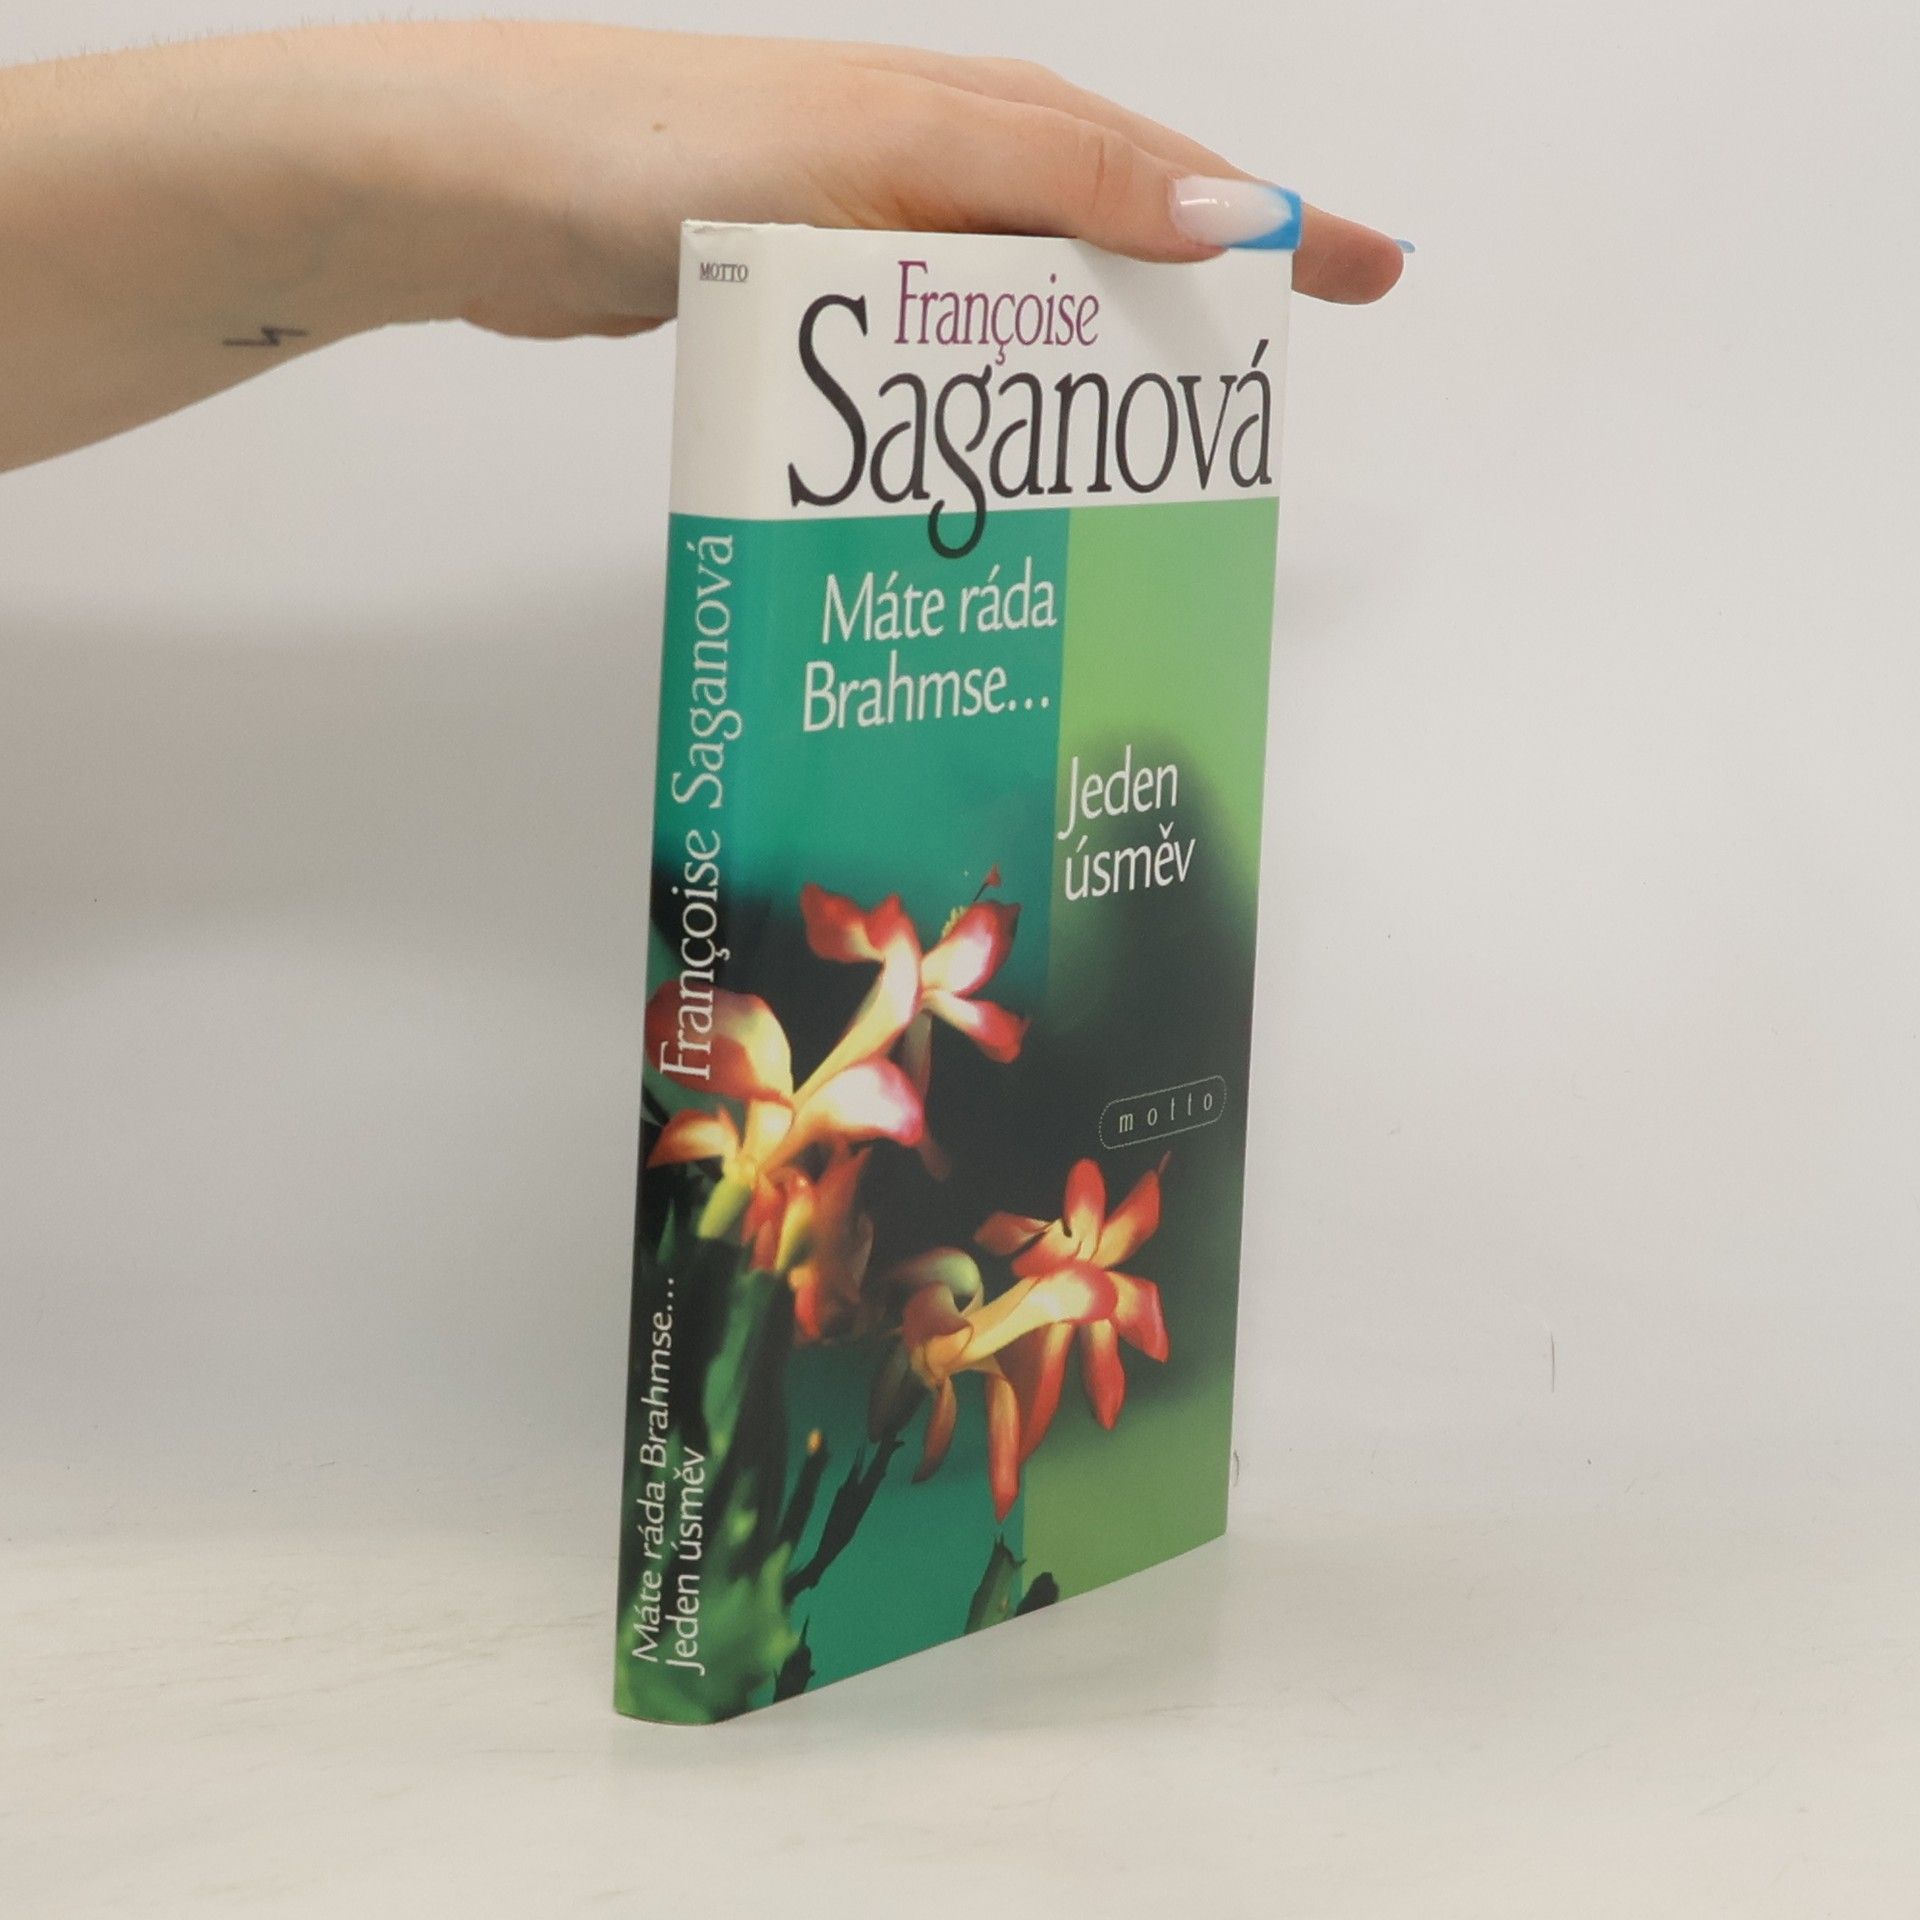 MOTTO
Françoise
Saganová
Máte ráda
Brahmse...
Jeden
úsměv
motto
Françoise Saganová
Máte ráda Brahmse...
Jeden úsměv